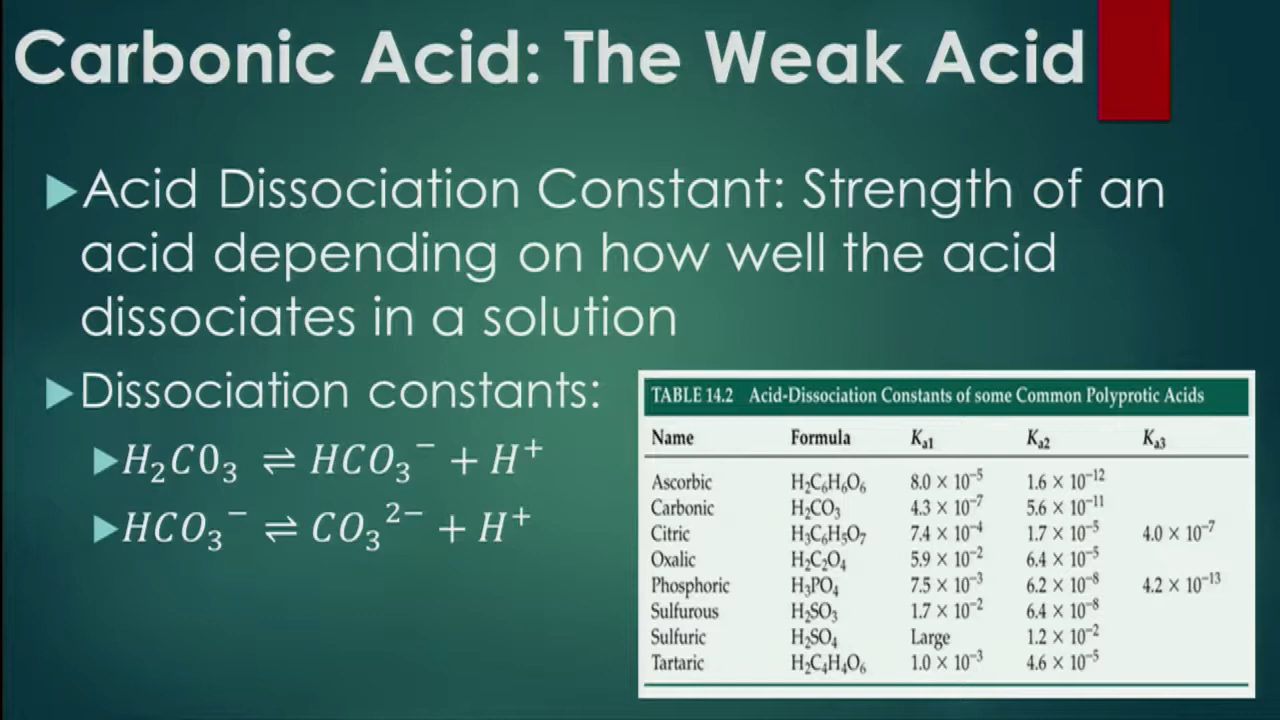 Carbonic Acid: The Weak Acid
▶Acid Dissociation Constant: Strength of an
acid depending on how well the acid
dissociates in a solution
▶Dissociation constants:
▶H₂C0₃ ⇌ HCO₃⁻ + H⁺
▶HCO₃⁻ ⇌ CO₃²⁻ + H⁺
TABLE 14.2 Acid-Dissociation Constants of some Common Polyprotic Acids
Name Formula Kₐ₁ Kₐ₂ Kₐ₃
Ascorbic H₂C₆H₆O₆ 8.0 × 10⁻⁵ 1.6 × 10⁻¹²
Carbonic H₂CO₃ 4.3 × 10⁻⁷ 5.6 × 10⁻¹¹
Citric H₃C₆H₅O₇ 7.4 × 10⁻⁴ 1.7 × 10⁻⁵ 4.0 × 10⁻⁷
Oxalic H₂C₂O₄ 5.9 × 10⁻² 6.4 × 10⁻⁵
Phosphoric H₃PO₄ 7.5 × 10⁻³ 6.2 × 10⁻⁸ 4.2 × 10⁻¹³
Sulfurous H₂SO₃ 1.7 × 10⁻² 6.4 × 10⁻⁸
Sulfuric H₂SO₄ Large 1.2 × 10⁻²
Tartaric H₂C₄H₄O₆ 1.0 × 10⁻³ 4.6 × 10⁻⁵